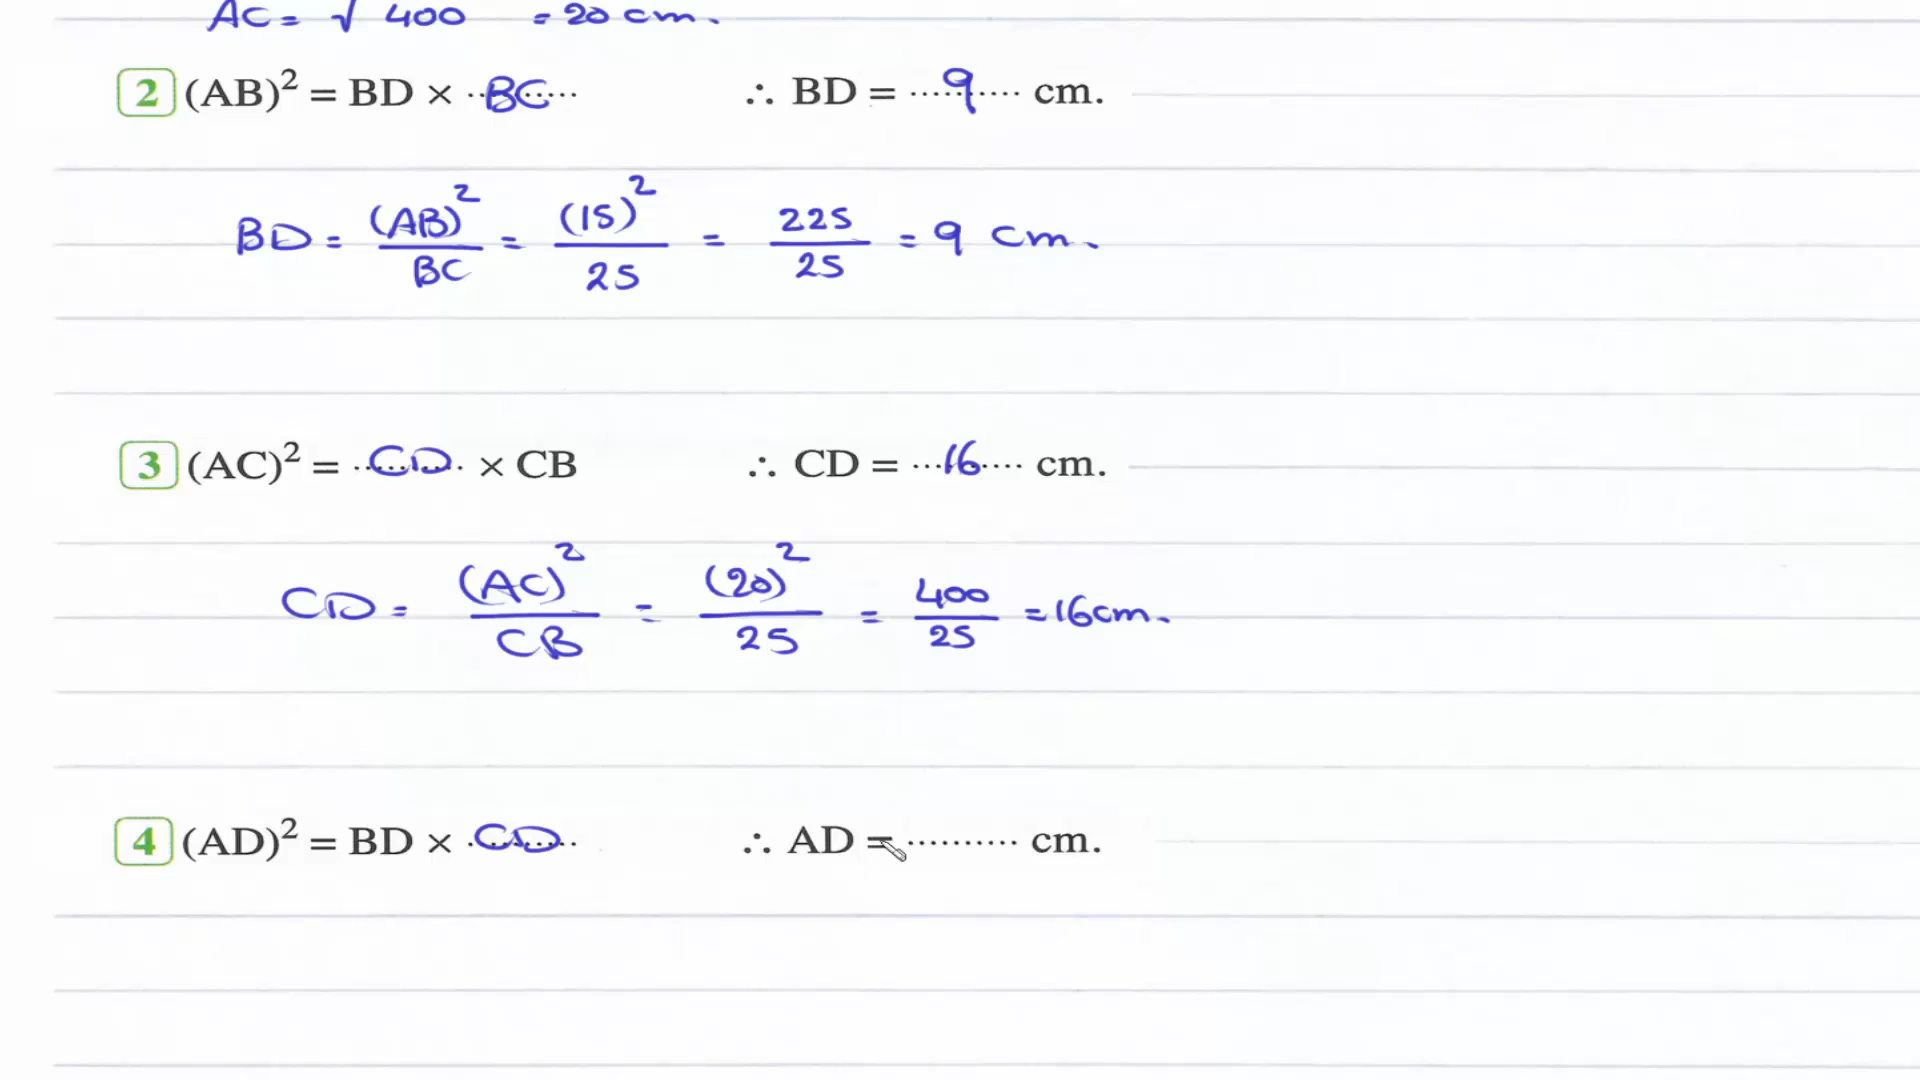 AC = √ 400 = 20 cm.
2 (AB)² = BD × ....BC.... ∴ BD = ....9.... cm.
BD = (AB)²/BC = (15)²/25 = 225/25 = 9 cm.
3 (AC)² = ....CD.... × CB ∴ CD = ....16.... cm.
CD = (AC)²/CB = (20)²/25 = 400/25 = 16 cm.
4 (AD)² = BD × ....CD.... ∴ AD = .......... cm.